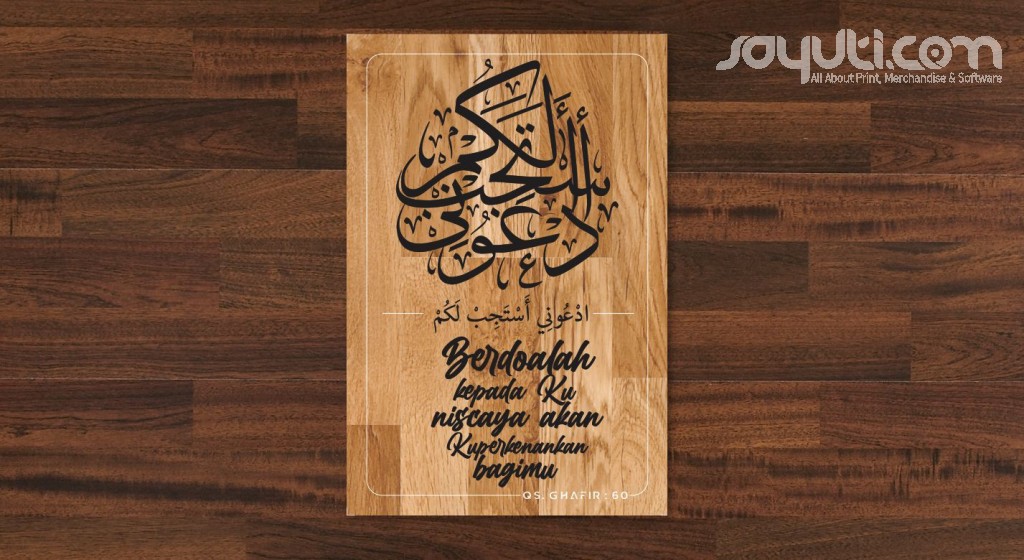 sayuti.com
All About Print, Merchandise & Software
ادعوني أستجب لكم
ادْعُونِي أَسْتَجِبْ لَكُمْ
Berdoalah
kepada Ku
niscaya akan
Kuperkenankan
bagimu
QS. GHAFIR : 60